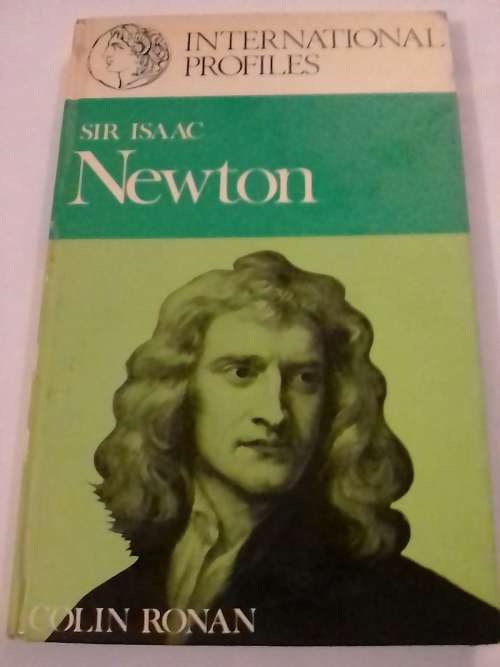 INTERNATIONAL
PROFILES
SIR ISAAC
Newton
COLIN RONAN